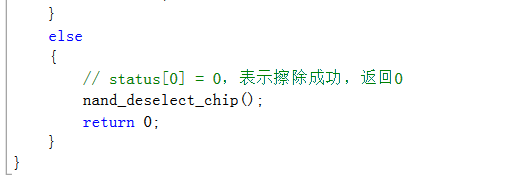 }
else
{
// status[0] = 0，表示擦除成功，返回0
nand_deselect_chip();
return 0;
}
}